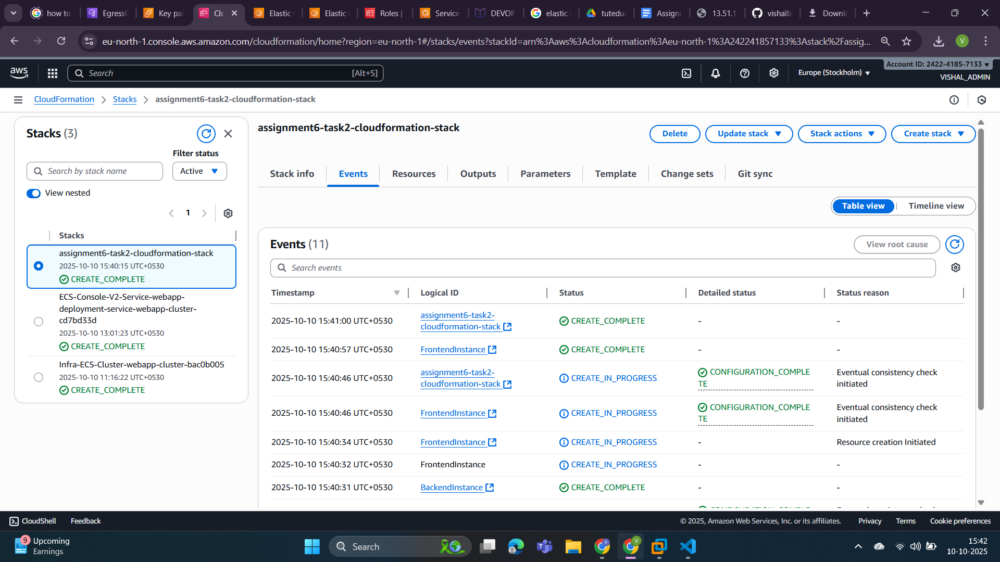 how to
EgressC
Key pai
Clo
Elastic
Elastic
Roles |
Service
DEVOP
elastic
tuteduc
Assignr
13.51.1
vishalb
Downl
eu-north-1.console.aws.amazon.com/cloudformation/home?region=eu-north-1#/stacks/events?stackId=arn%3Aaws%3Acloudformation%3Aeu-north-1%3A242241857133%3Astack%2Fassig...
V
aws
Search
[Alt+S]
Europe (Stockholm)
Account ID: 2422-4185-7133
VISHAL_ADMIN
CloudFormation
Stacks
assignment6-task2-cloudformation-stack
Stacks (3)
Filter status
Search by stack name
Active
View nested
1
Stacks
assignment6-task2-cloudformation-stack
2025-10-10 15:40:15 UTC+0530
CREATE_COMPLETE
ECS-Console-V2-Service-webapp-
deployment-service-webapp-cluster-
cd7bd33d
2025-10-10 13:01:23 UTC+0530
CREATE_COMPLETE
Infra-ECS-Cluster-webapp-cluster-bac0b005
2025-10-10 11:16:22 UTC+0530
CREATE_COMPLETE
assignment6-task2-cloudformation-stack
Delete
Update stack
Stack actions
Create stack
Stack info
Events
Resources
Outputs
Parameters
Template
Change sets
Git sync
Table view
Timeline view
Events (11)
View root cause
Search events
Timestamp
Logical ID
Status
Detailed status
Status reason
2025-10-10 15:41:00 UTC+0530
assignment6-task2-
cloudformation-stack
CREATE_COMPLETE
-
-
2025-10-10 15:40:57 UTC+0530
FrontendInstance
CREATE_COMPLETE
-
-
2025-10-10 15:40:46 UTC+0530
assignment6-task2-
cloudformation-stack
CREATE_IN_PROGRESS
CONFIGURATION_COMPLE
TE
Eventual consistency check
initiated
2025-10-10 15:40:46 UTC+0530
FrontendInstance
CREATE_IN_PROGRESS
CONFIGURATION_COMPLE
TE
Eventual consistency check
initiated
2025-10-10 15:40:34 UTC+0530
FrontendInstance
CREATE_IN_PROGRESS
-
Resource creation Initiated
2025-10-10 15:40:32 UTC+0530
FrontendInstance
CREATE_IN_PROGRESS
-
-
2025-10-10 15:40:31 UTC+0530
BackendInstance
CREATE_COMPLETE
-
-
CloudShell
Feedback
© 2025, Amazon Web Services, Inc. or its affiliates.
Privacy
Terms
Cookie preferences
9
Upcoming
Earnings
Search
15:42
10-10-2025